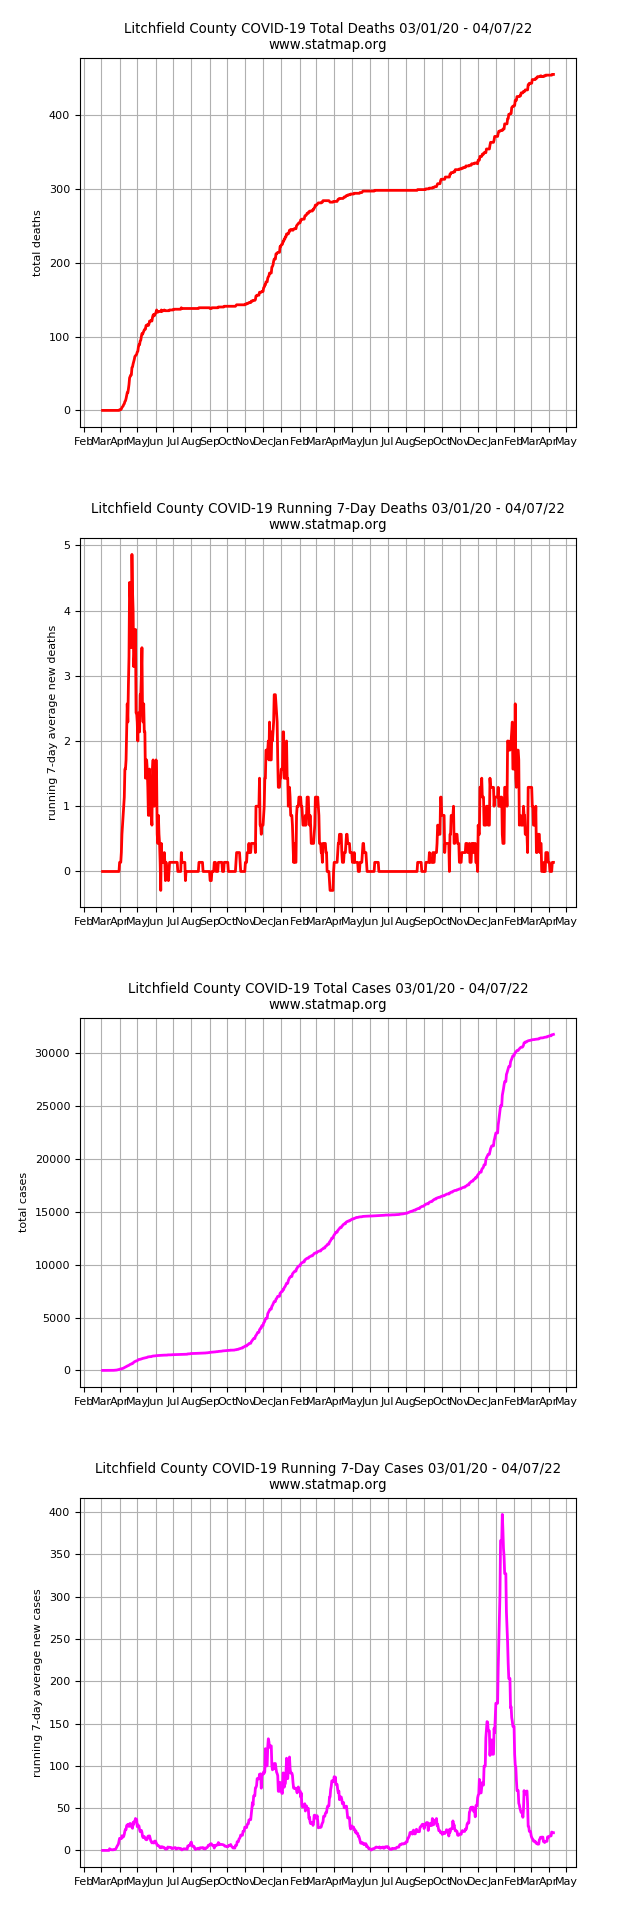 Litchfield County COVID-19 Total Deaths 03/01/20 - 04/07/22
www.statmap.org
400
300
200
100
0
total deaths
Feb Mar Apr May Jun Jul Aug Sep Oct Nov Dec Jan Feb Mar Apr May Jun Jul Aug Sep Oct Nov Dec Jan Feb Mar Apr May
Litchfield County COVID-19 Running 7-Day Deaths 03/01/20 - 04/07/22
www.statmap.org
5
4
3
2
1
0
running 7-day average new deaths
Feb Mar Apr May Jun Jul Aug Sep Oct Nov Dec Jan Feb Mar Apr May Jun Jul Aug Sep Oct Nov Dec Jan Feb Mar Apr May
Litchfield County COVID-19 Total Cases 03/01/20 - 04/07/22
www.statmap.org
30000
25000
20000
15000
10000
5000
0
total cases
Feb Mar Apr May Jun Jul Aug Sep Oct Nov Dec Jan Feb Mar Apr May Jun Jul Aug Sep Oct Nov Dec Jan Feb Mar Apr May
Litchfield County COVID-19 Running 7-Day Cases 03/01/20 - 04/07/22
www.statmap.org
400
350
300
250
200
150
100
50
0
running 7-day average new cases
Feb Mar Apr May Jun Jul Aug Sep Oct Nov Dec Jan Feb Mar Apr May Jun Jul Aug Sep Oct Nov Dec Jan Feb Mar Apr May